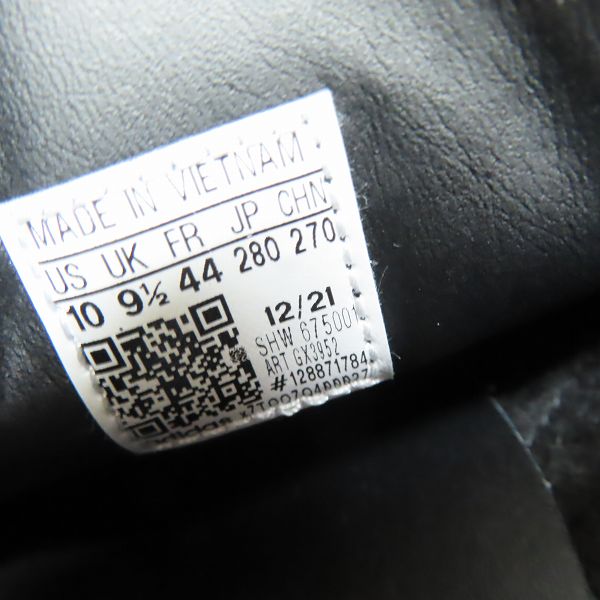 MADE IN VIETNAM
US UK FR JP CHN
10 9½ 44 280 270
12/21
SHW 675001
ART GX3952
#128871784
adidas